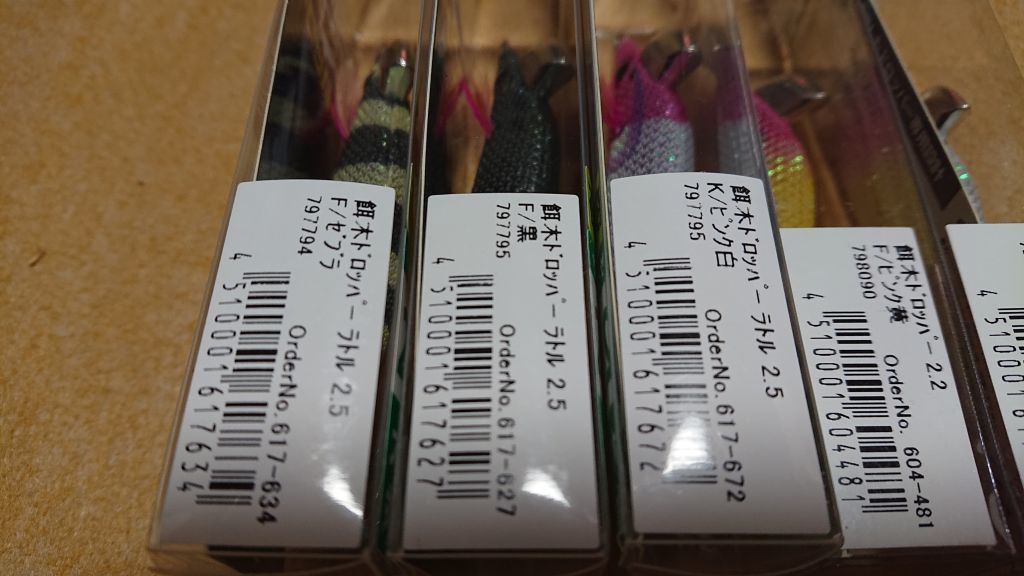 餌木ドロッパー ラトル 2.5
F/ゼブラ
797794
OrderNo.617-634
4 510001 617634
餌木ドロッパー ラトル 2.5
F/黒
797795
OrderNo.617-627
4 510001 617627
餌木ドロッパー ラトル 2.5
K/ピンク白
797795
OrderNo.617-672
4 510001 617672
餌木ドロッパー 2.2
F/ピンク黄
798090
OrderNo. 604-481
4 510001 604481